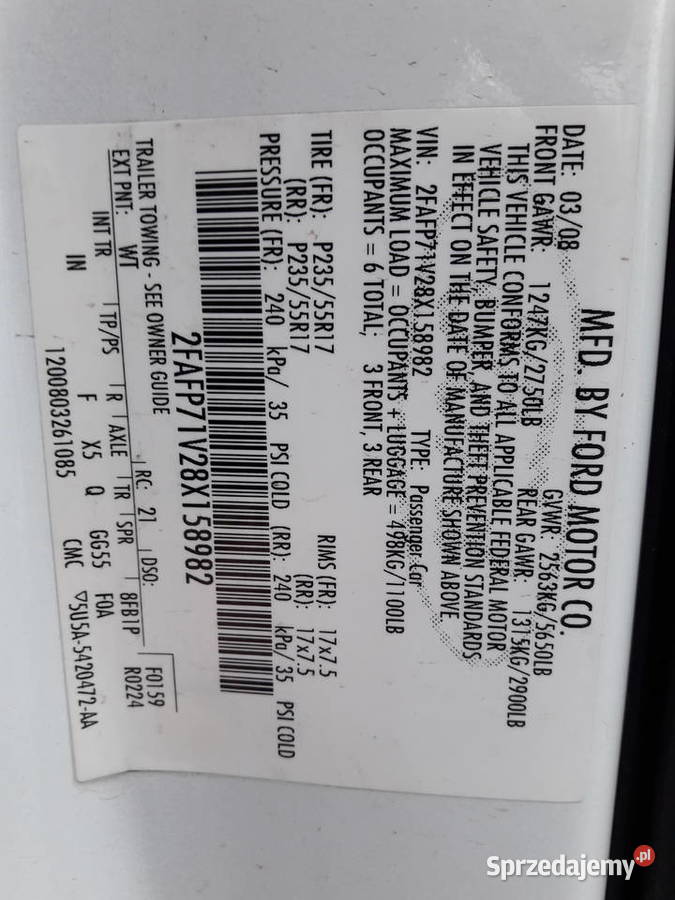 MFD. BY FORD MOTOR CO.
DATE: 03/08 GVWR: 2563KG/5650LB
FRONT GAWR: 1247KG/2750LB REAR GAWR: 1315KG/2900LB
THIS VEHICLE CONFORMS TO ALL APPLICABLE FEDERAL MOTOR
VEHICLE SAFETY, BUMPER, AND THEFT PREVENTION STANDARDS
IN EFFECT ON THE DATE OF MANUFACTURE SHOWN ABOVE.
VIN: 2FAFP71V28X158982 TYPE: Passenger Car
MAXIMUM LOAD = OCCUPANTS + LUGGAGE = 498KG/1100LB
OCCUPANTS = 6 TOTAL; 3 FRONT, 3 REAR
TIRE (FR): P235/55R17 RIMS (FR): 17x7.5
(RR): P235/55R17 (RR): 17x7.5
PRESSURE (FR): 240 kPa/ 35 PSI COLD (RR): 240 kPa/ 35 PSI COLD
2FAFP71V28X158982
TRAILER TOWING - SEE OWNER GUIDE
EXT PNT: WT RC: 21 DSO: F0159
R0224
INT TR TP/PS R AXLE TR SPR 8FB1P
IN F X5 Q GG55 F0A
1200803261085 CMC ▽5U5A-5420472-AA
Sprzedajemy.pl